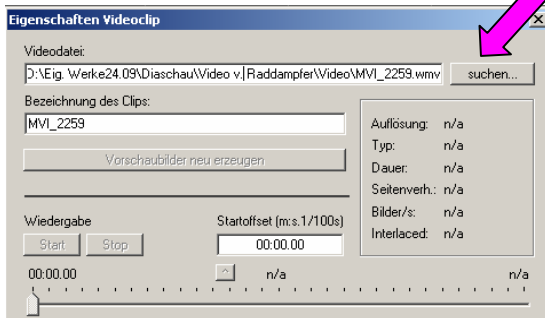 Eigenschaften Videoclip
Videodatei:
D:\Eig. Werke24.09\Diaschau\Video v. Raddampfer\Video\MVI_2259.wmv suchen...
Bezeichnung des Clips:
MVI_2259
Vorschaubilder neu erzeugen
Auflösung: n/a
Typ: n/a
Dauer: n/a
Seitenverh.: n/a
Bilder/s: n/a
Interlaced: n/a
Wiedergabe Startoffset (m:s.1/100s)
Start Stop 00:00.00
00:00.00 n/a n/a